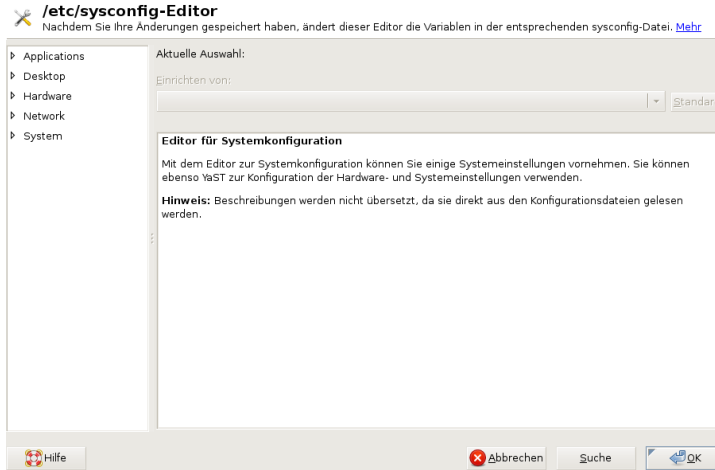 /etc/sysconfig-Editor
Nachdem Sie Ihre Änderungen gespeichert haben, ändert dieser Editor die Variablen in der entsprechenden sysconfig-Datei. Mehr
Applications
Desktop
Hardware
Network
System
Aktuelle Auswahl:
Einrichten von:
Standar
Editor für Systemkonfiguration
Mit dem Editor zur Systemkonfiguration können Sie einige Systemeinstellungen vornehmen. Sie können
ebenso YaST zur Konfiguration der Hardware- und Systemeinstellungen verwenden.
Hinweis: Beschreibungen werden nicht übersetzt, da sie direkt aus den Konfigurationsdateien gelesen
werden.
Hilfe
Abbrechen
Suche
OK